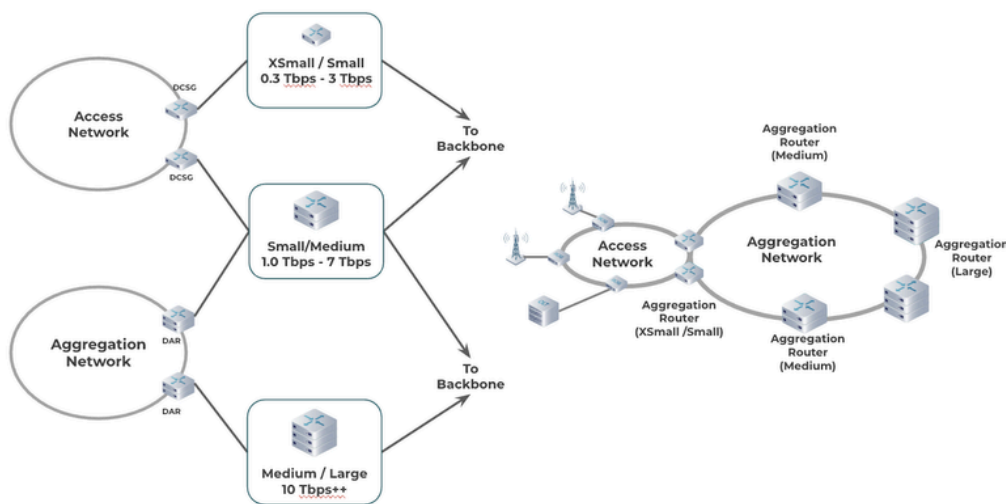 XSmall / Small
0.3 Tbps - 3 Tbps
DCSG
Access
Network
DCSG
To
Backbone
Small/Medium
1.0 Tbps - 7 Tbps
DAR
Aggregation
Network
DAR
To
Backbone
Medium / Large
10 Tbps++
Aggregation
Router
(Medium)
Access
Network
Aggregation
Network
Aggregation
Router
(Large)
Aggregation
Router
(XSmall /Small)
Aggregation
Router
(Medium)